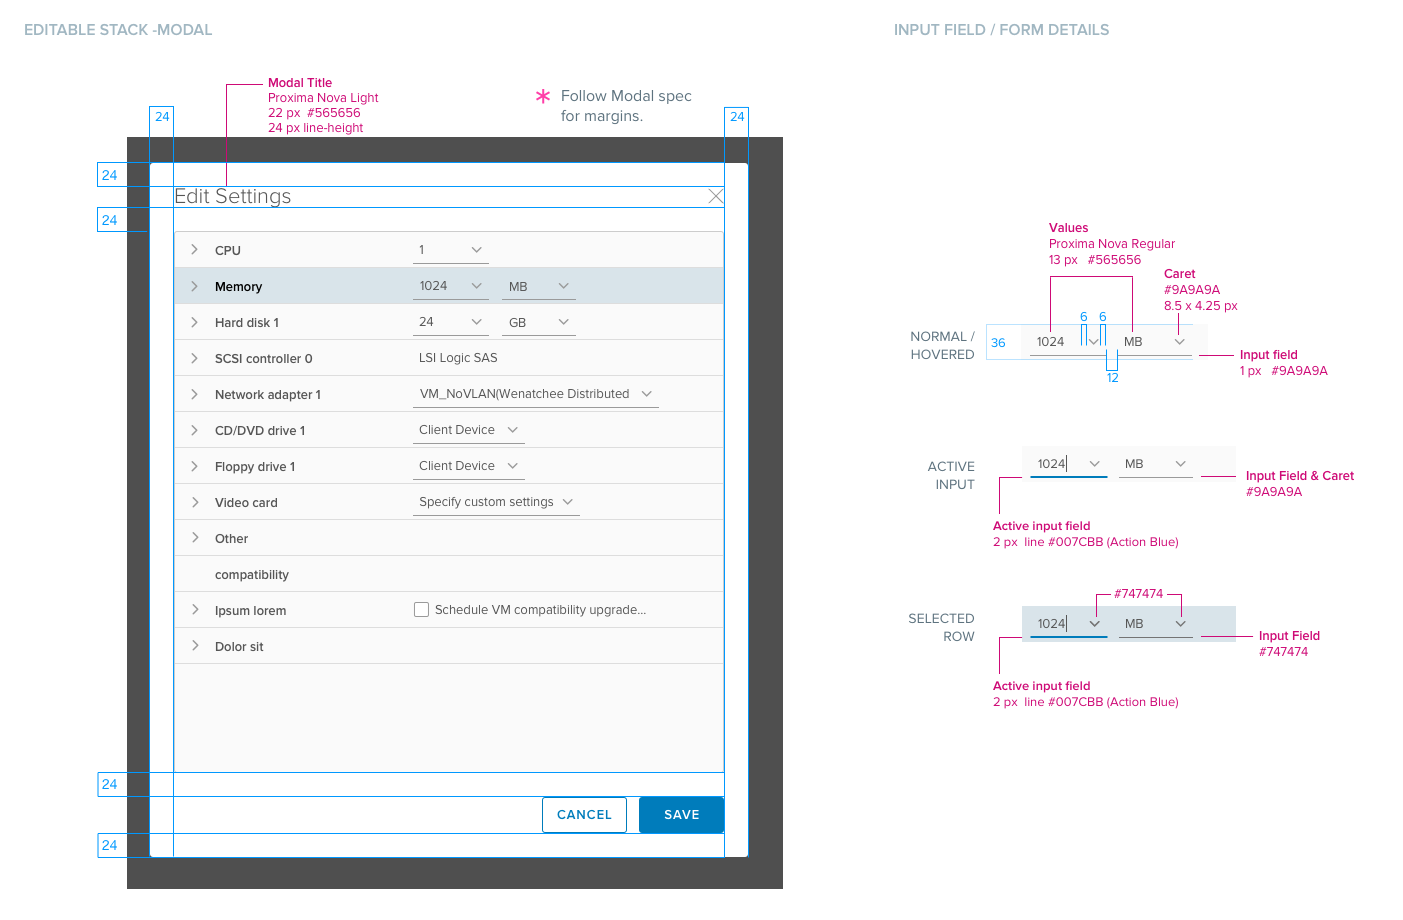 EDITABLE STACK -MODAL
INPUT FIELD / FORM DETAILS
Modal Title
Proxima Nova Light
22 px  #565656
24 px line-height
Follow Modal spec
for margins.
24
24
24
24
Edit Settings
CPU
1
Memory
1024
MB
Hard disk 1
24
GB
SCSI controller 0
LSI Logic SAS
Network adapter 1
VM_NoVLAN(Wenatchee Distributed
CD/DVD drive 1
Client Device
Floppy drive 1
Client Device
Video card
Specify custom settings
Other
compatibility
Ipsum lorem
Schedule VM compatibility upgrade...
Dolor sit
24
CANCEL
SAVE
24
Values
Proxima Nova Regular
13 px  #565656
Caret
#9A9A9A
8.5 x 4.25 px
6 6
NORMAL /
HOVERED
36
1024
MB
12
Input field
1 px  #9A9A9A
ACTIVE
INPUT
1024
MB
Input Field & Caret
#9A9A9A
Active input field
2 px  line #007CBB (Action Blue)
#747474
SELECTED
ROW
1024
MB
Input Field
#747474
Active input field
2 px  line #007CBB (Action Blue)